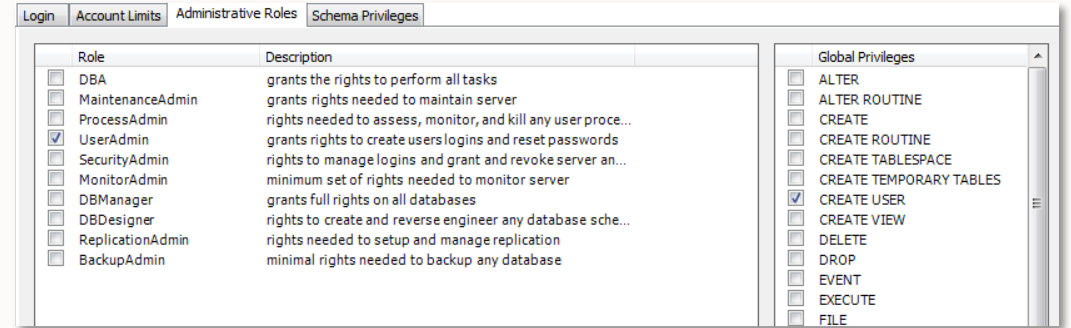 Login Account Limits Administrative Roles Schema Privileges
Role Description
DBA grants the rights to perform all tasks
MaintenanceAdmin grants rights needed to maintain server
ProcessAdmin rights needed to assess, monitor, and kill any user proce...
UserAdmin grants rights to create users logins and reset passwords
SecurityAdmin rights to manage logins and grant and revoke server an...
MonitorAdmin minimum set of rights needed to monitor server
DBManager grants full rights on all databases
DBDesigner rights to create and reverse engineer any database sche...
ReplicationAdmin rights needed to setup and manage replication
BackupAdmin minimal rights needed to backup any database
Global Privileges
ALTER
ALTER ROUTINE
CREATE
CREATE ROUTINE
CREATE TABLESPACE
CREATE TEMPORARY TABLES
CREATE USER
CREATE VIEW
DELETE
DROP
EVENT
EXECUTE
FILE